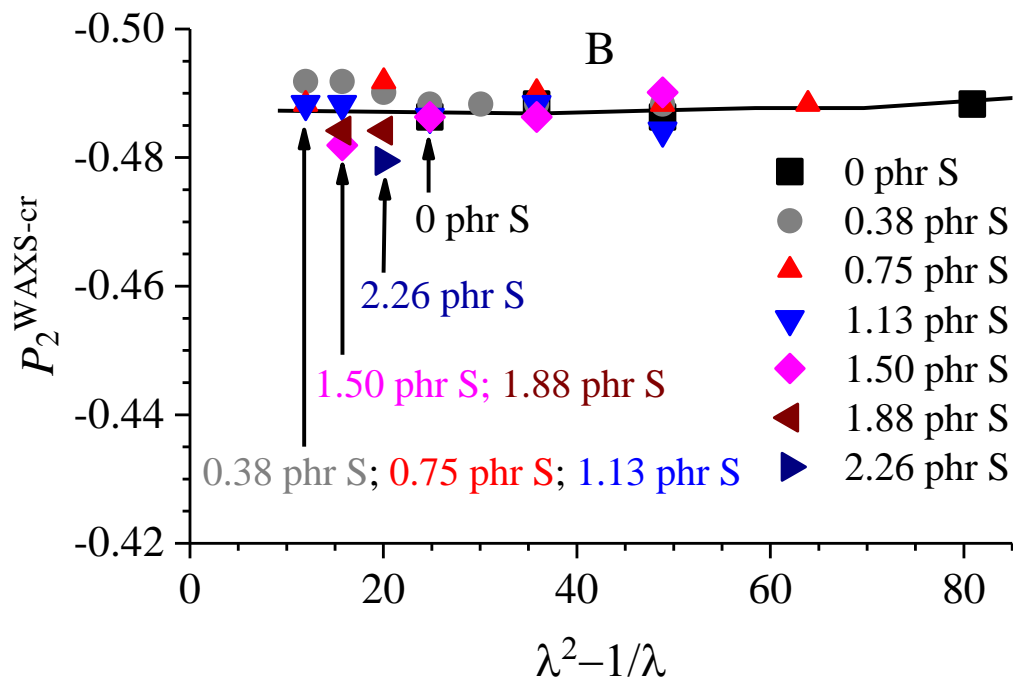 B
-0.50
-0.48
-0.46
-0.44
-0.42
P₂^WAXS-cr
0 phr S
2.26 phr S
1.50 phr S; 1.88 phr S
0.38 phr S; 0.75 phr S; 1.13 phr S
0 phr S
0.38 phr S
0.75 phr S
1.13 phr S
1.50 phr S
1.88 phr S
2.26 phr S
0 20 40 60 80
λ²−1/λ